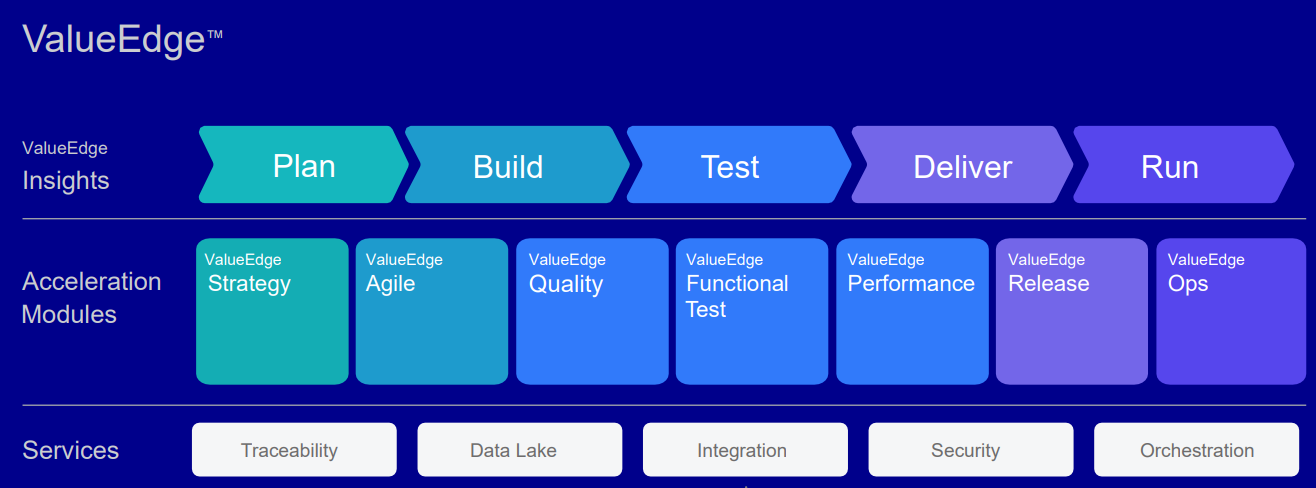 ValueEdge™
ValueEdge
Insights
Plan
Build
Test
Deliver
Run
Acceleration
Modules
ValueEdge
Strategy
ValueEdge
Agile
ValueEdge
Quality
ValueEdge
Functional
Test
ValueEdge
Performance
ValueEdge
Release
ValueEdge
Ops
Services
Traceability
Data Lake
Integration
Security
Orchestration